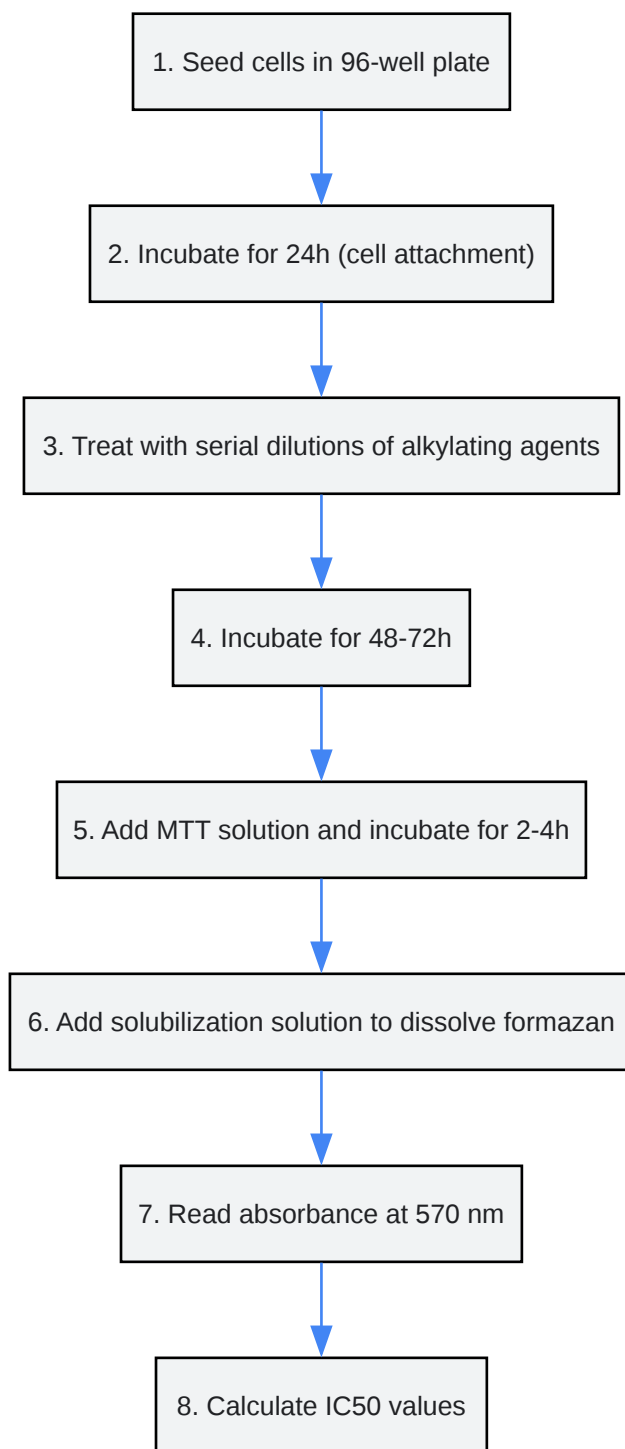 1. Seed cells in 96-well plate
2. Incubate for 24h (cell attachment)
3. Treat with serial dilutions of alkylating agents
4. Incubate for 48-72h
5. Add MTT solution and incubate for 2-4h
6. Add solubilization solution to dissolve formazan
7. Read absorbance at 570 nm
8. Calculate IC50 values